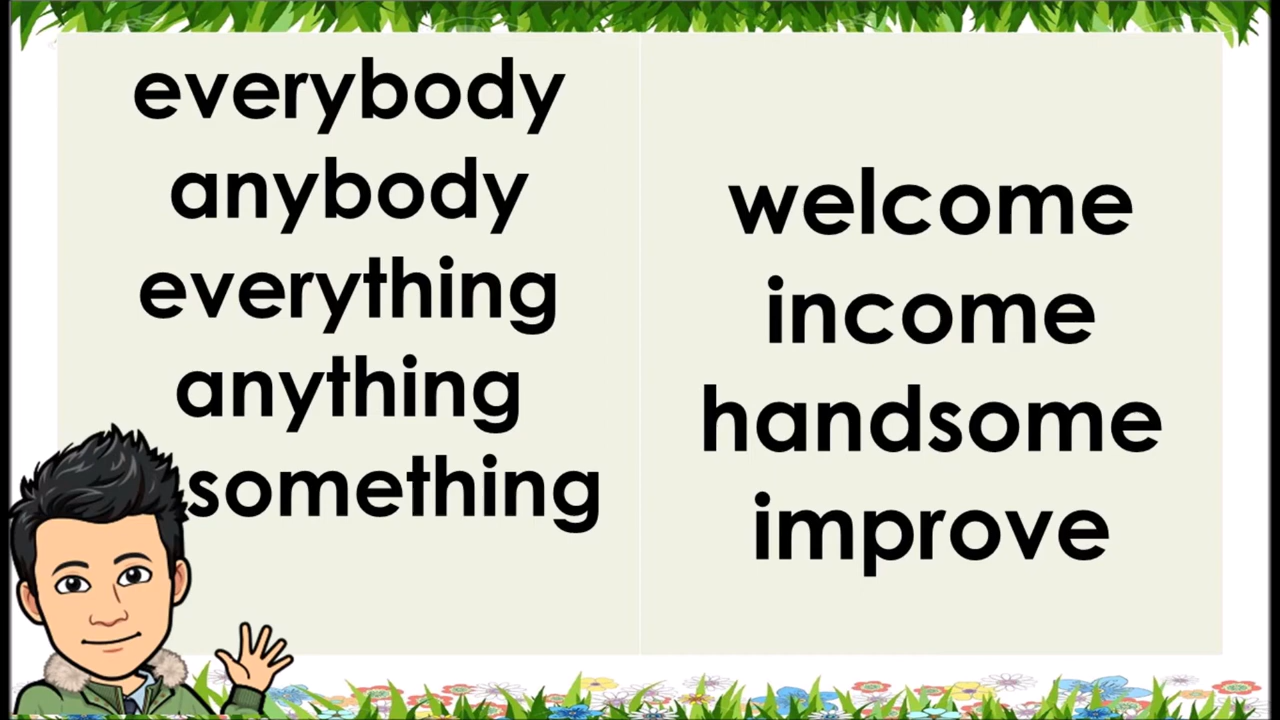 everybody
anybody
everything
anything
something
welcome
income
handsome
improve